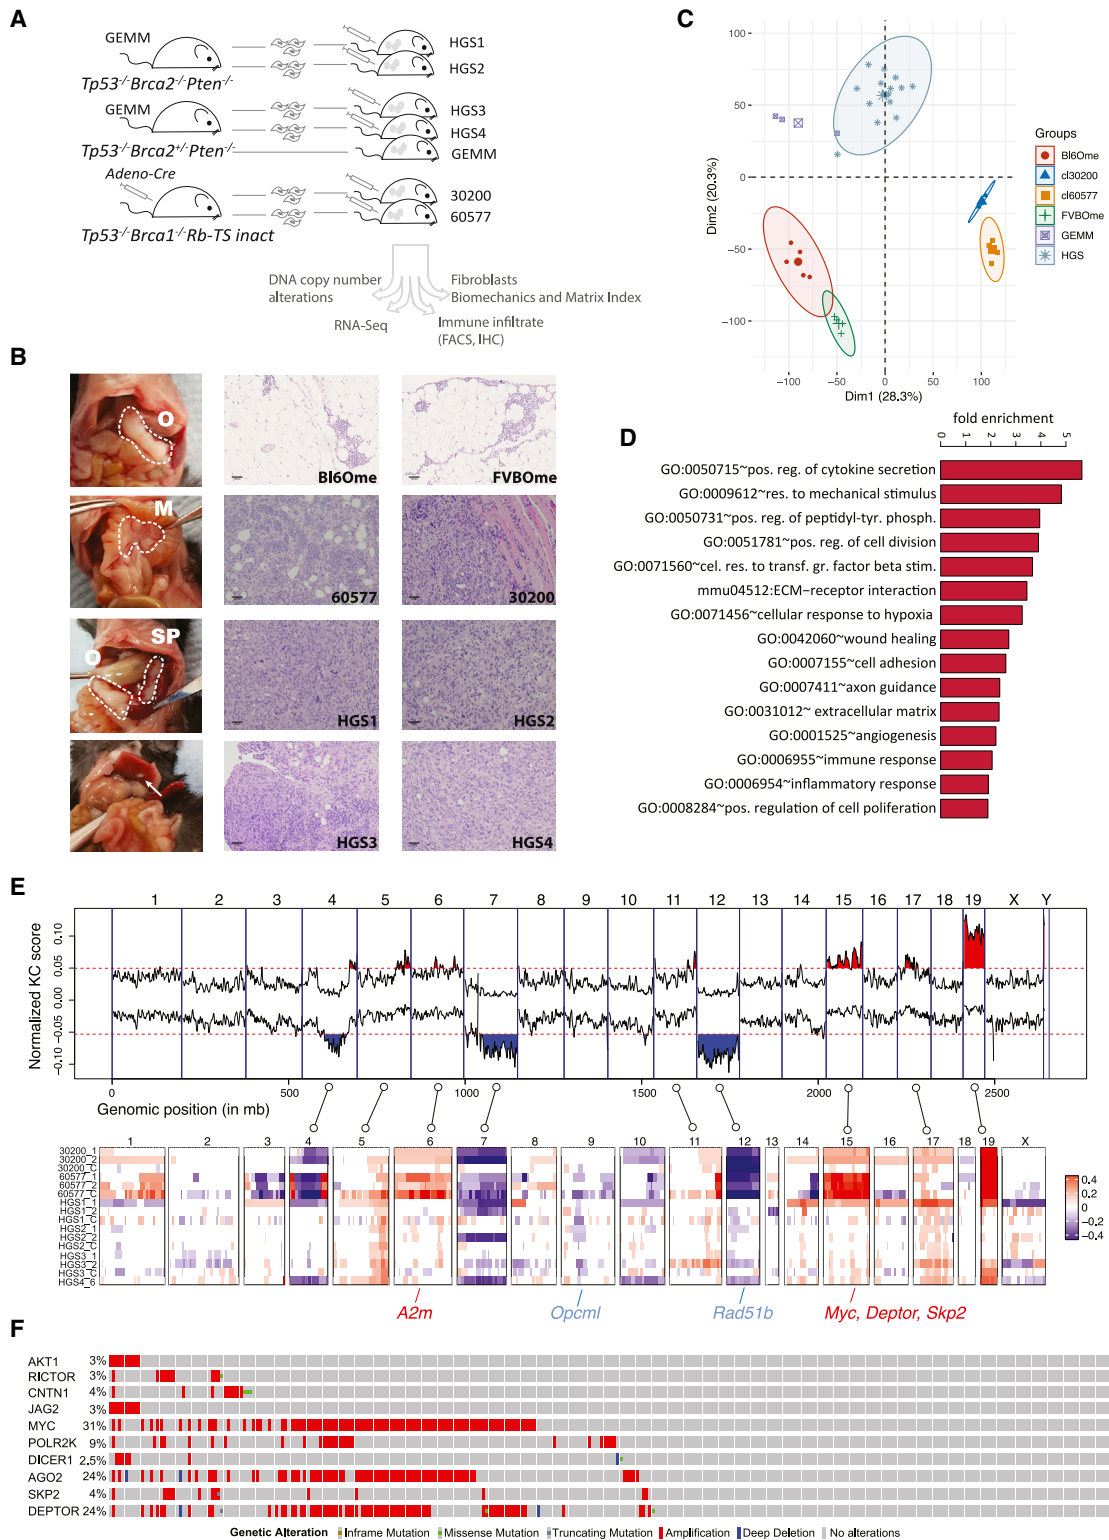 A
GEMM
HGS1
HGS2
Tp53-/-Brca2-/-Pten-/-
GEMM
HGS3
HGS4
Tp53-/-Brca2+/-Pten-/-
GEMM
Adeno-Cre
30200
60577
Tp53-/-Brca1-/-Rb-TS inact
DNA copy number
alterations
Fibroblasts
Biomechanics and Matrix Index
RNA-Seq
Immune infiltrate
(FACS, IHC)
B
O
Bl6Ome
FVBOme
M
60577
30200
SP
O
HGS1
HGS2
HGS3
HGS4
C
Dim2 (20.3%)
100
50
0
−50
−100
−100
−50
0
50
100
Dim1 (28.3%)
Groups
Bl6Ome
cl30200
cl60577
FVBOme
GEMM
HGS
D
fold enrichment
0 1 2 3 4 5
GO:0050715~pos. reg. of cytokine secretion
GO:0009612~res. to mechanical stimulus
GO:0050731~pos. reg. of peptidyl-tyr. phosph.
GO:0051781~pos. reg. of cell division
GO:0071560~cel. res. to transf. gr. factor beta stim.
mmu04512:ECM−receptor interaction
GO:0071456~cellular response to hypoxia
GO:0042060~wound healing
GO:0007155~cell adhesion
GO:0007411~axon guidance
GO:0031012~ extracellular matrix
GO:0001525~angiogenesis
GO:0006955~immune response
GO:0006954~inflammatory response
GO:0008284~pos. regulation of cell poliferation
E
1 2 3 4 5 6 7 8 9 10 11 12 13 14 15 16 17 18 19 X Y
Normalized KC score
0.10
0.05
0.00
−0.05
−0.10
0 500 1000 1500 2000 2500
Genomic position (in mb)
1 2 3 4 5 6 7 8 9 10 11 12 13 14 15 16 17 18 19 X
30200_1
30200_2
30200_C
60577_1
60577_2
60577_C
HGS1_1
HGS1_2
HGS1_C
HGS2_1
HGS2_2
HGS2_C
HGS3_1
HGS3_2
HGS3_C
HGS4_6
0.4
0.2
0
−0.2
−0.4
A2m
Opcml
Rad51b
Myc, Deptor, Skp2
F
AKT1 3%
RICTOR 3%
CNTN1 4%
JAG2 3%
MYC 31%
POLR2K 9%
DICER1 2.5%
AGO2 24%
SKP2 4%
DEPTOR 24%
Genetic Alteration Inframe Mutation Missense Mutation Truncating Mutation Amplification Deep Deletion No alterations